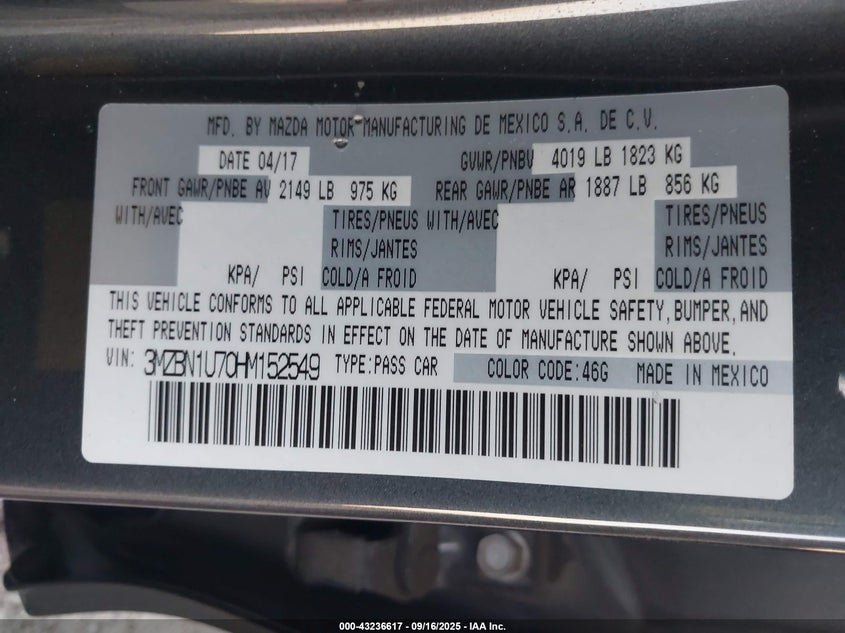 MFD. BY MAZDA MOTOR MANUFACTURING DE MEXICO S.A. DE C.V.
DATE 04/17 GVWR/PNBV 4019 LB 1823 KG
FRONT GAWR/PNBE AV 2149 LB 975 KG REAR GAWR/PNBE AR 1887 LB 856 KG
WITH/AVEC TIRES/PNEUS WITH/AVEC TIRES/PNEUS
RIMS/JANTES RIMS/JANTES
KPA/ PSI COLD/A FROID KPA/ PSI COLD/A FROID
THIS VEHICLE CONFORMS TO ALL APPLICABLE FEDERAL MOTOR VEHICLE SAFETY, BUMPER, AND
THEFT PREVENTION STANDARDS IN EFFECT ON THE DATE OF MANUFACTURE SHOWN ABOVE.
VIN: 3MZBN1U70HM152549 TYPE:PASS CAR COLOR CODE:46G MADE IN MEXICO
000-43236617 - 09/16/2025 - IAA Inc.